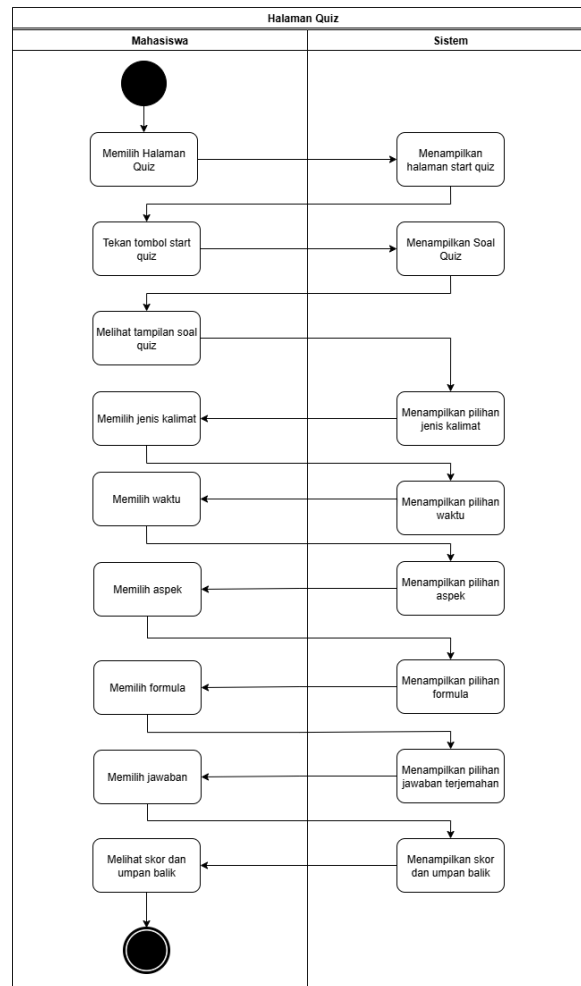 Halaman Quiz
Mahasiswa
Sistem
Memilih Halaman
Quiz
Menampilkan
halaman start quiz
Tekan tombol start
quiz
Menampilkan Soal
Quiz
Melihat tampilan soal
quiz
Memilih jenis kalimat
Menampilkan pilihan
jenis kalimat
Memilih waktu
Menampilkan pilihan
waktu
Memilih aspek
Menampilkan pilihan
aspek
Memilih formula
Menampilkan pilihan
formula
Memilih jawaban
Menampilkan pilihan
jawaban terjemahan
Melihat skor dan
umpan balik
Menampilkan skor
dan umpan balik